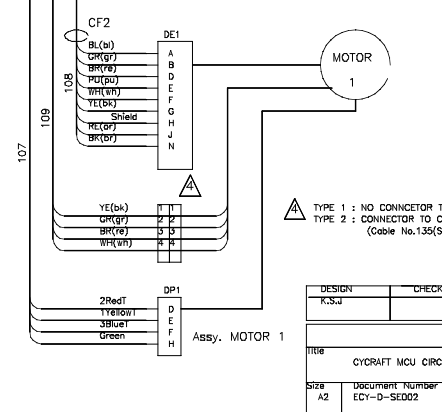 CF2
DE1
BL(bl)
GR(gr)
BR(re)
PU(pu)
WH(wh)
YE(bk)
Shield
RE(or)
BK(br)
A
B
D
E
F
G
H
J
N
MOTOR
1
108
109
107
4
YE(bk) 1 1
GR(gr) 2 2
BR(re) 3 3
WH(wh) 4 4
4 TYPE 1 : NO CONNCETOR T
TYPE 2 : CONNECTOR TO C
(Cable No.135(S
DP1
2RedT D
1YellowT E
3BlueT F
Green H
Assy. MOTOR 1
DESIGN CHECK
K.S.J
Title
CYCRAFT MCU CIRC
Size Document Number
A2 ECY-D-SE002